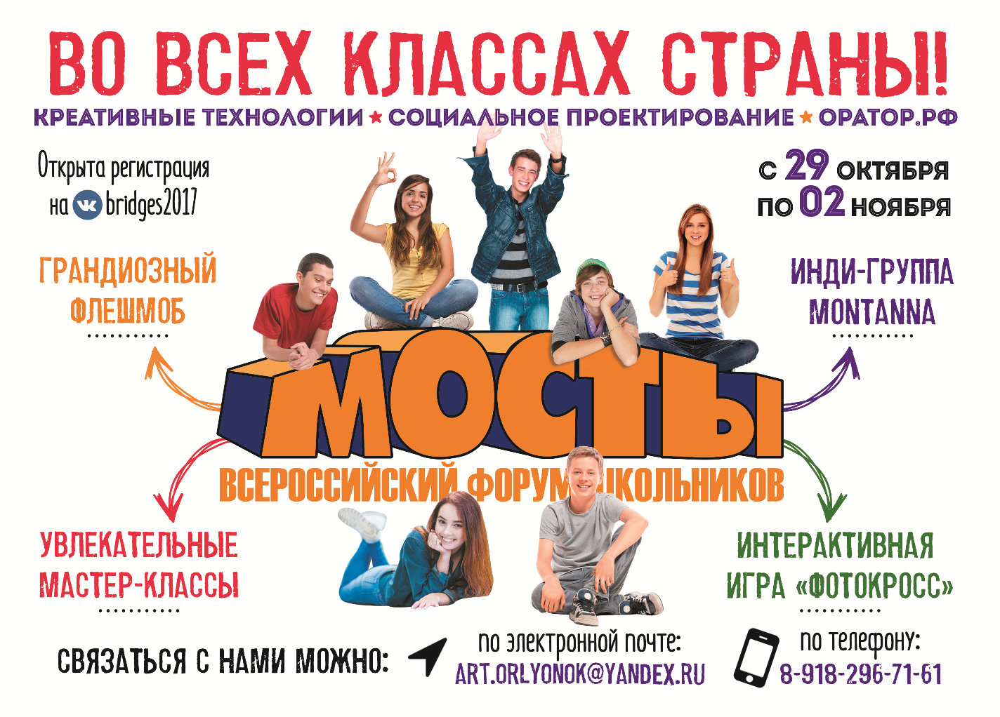 ВО ВСЕХ КЛАССАХ СТРАНЫ!
КРЕАТИВНЫЕ ТЕХНОЛОГИИ ★ СОЦИАЛЬНОЕ ПРОЕКТИРОВАНИЕ ★ ОРАТОР.РФ
Открыта регистрация
на bridges2017
С 29 ОКТЯБРЯ
ПО 02 НОЯБРЯ
ГРАНДИОЗНЫЙ
ФЛЕШМОБ
ИНДИ-ГРУППА
MONTANNA
МОСТЫ
ВСЕРОССИЙСКИЙ ФОРУМ ШКОЛЬНИКОВ
УВЛЕКАТЕЛЬНЫЕ
МАСТЕР-КЛАССЫ
ИНТЕРАКТИВНАЯ
ИГРА «ФОТОКРОСС»
СВЯЗАТЬСЯ С НАМИ МОЖНО:
по электронной почте:
ART.ORLYONOK@YANDEX.RU
по телефону:
8-918-296-71-61